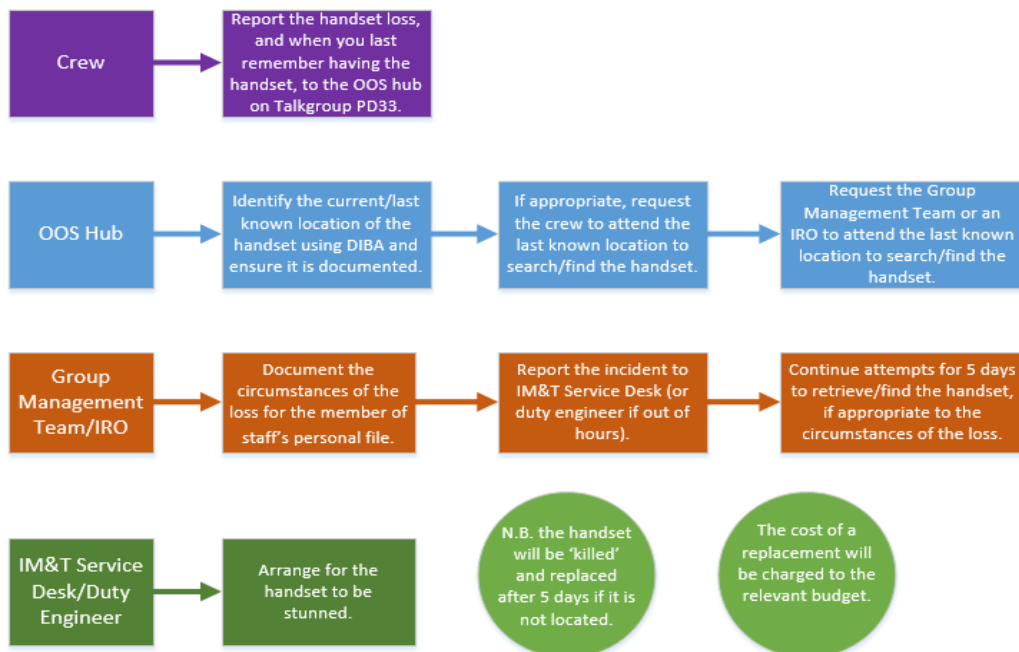 Crew
Report the handset loss,
and when you last
remember having the
handset, to the OOS hub
on Talkgroup PD33.
OOS Hub
Identify the current/last
known location of the
handset using DIBA and
ensure it is documented.
If appropriate, request
the crew to attend the
last known location to
search/find the handset.
Request the Group
Management Team or an
IRO to attend the last known
location to search/find the
handset.
Group
Management
Team/IRO
Document the
circumstances of the
loss for the member of
staff’s personal file.
Report the incident to
IM&T Service Desk (or
duty engineer if out of
hours).
Continue attempts for 5 days
to retrieve/find the handset,
if appropriate to the
circumstances of the loss.
IM&T Service
Desk/Duty
Engineer
Arrange for the
handset to be
stunned.
N.B. the handset
will be ‘killed’
and replaced
after 5 days if it is
not located.
The cost of a
replacement will
be charged to the
relevant budget.